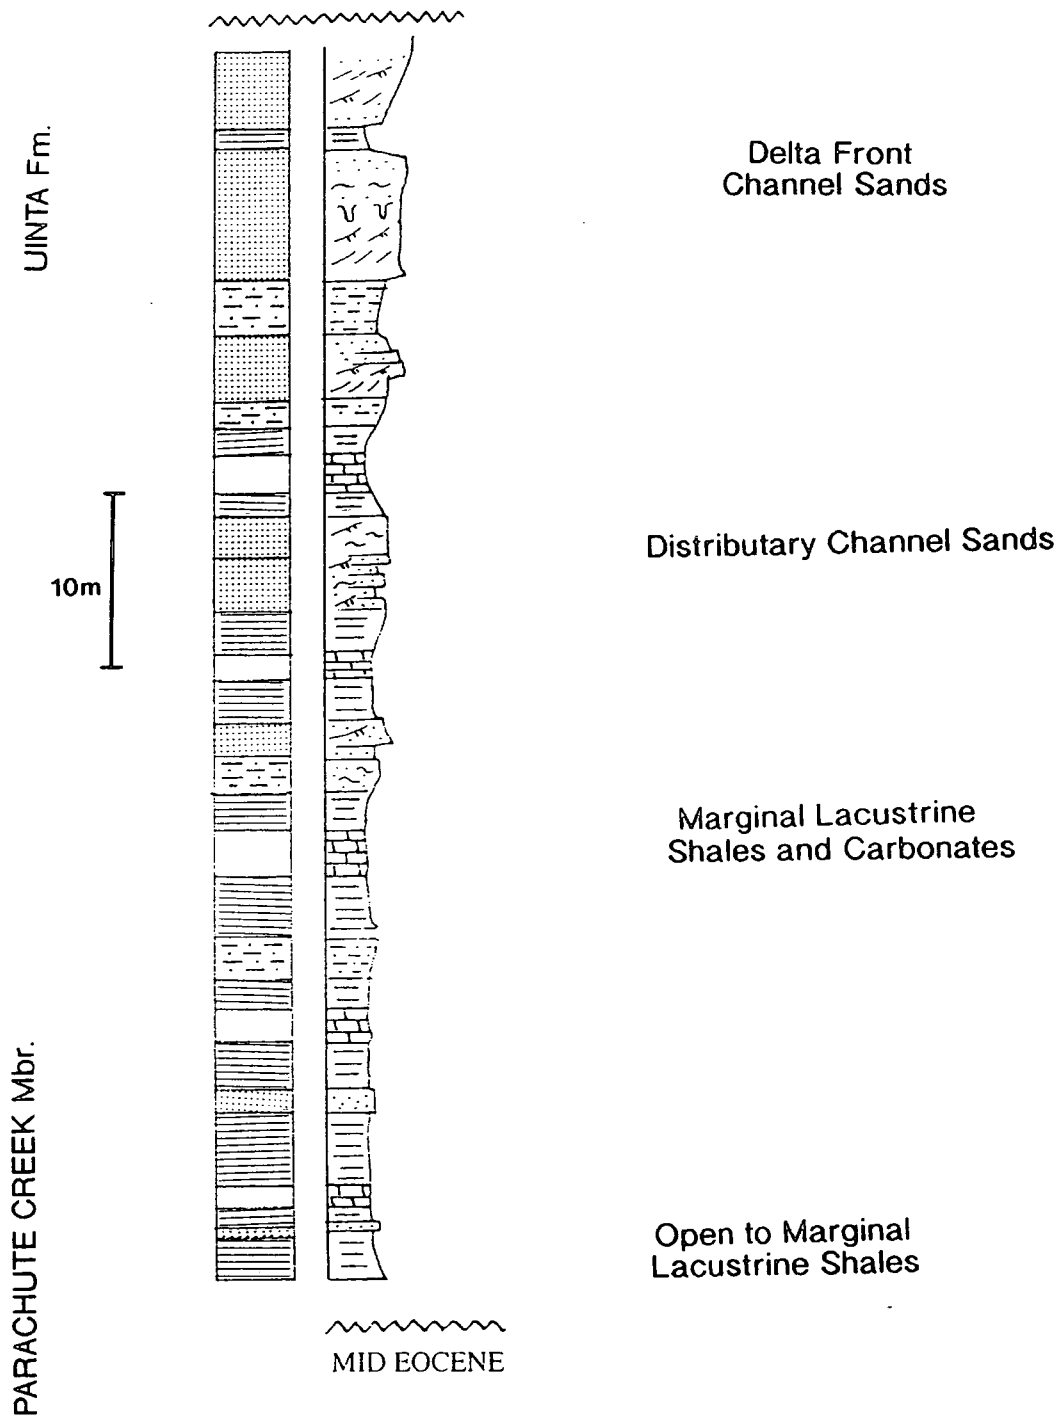 UINTA Fm.
Delta Front
Channel Sands
Distributary Channel Sands
10m
Marginal Lacustrine
Shales and Carbonates
PARACHUTE CREEK Mbr.
Open to Marginal
Lacustrine Shales
MID EOCENE